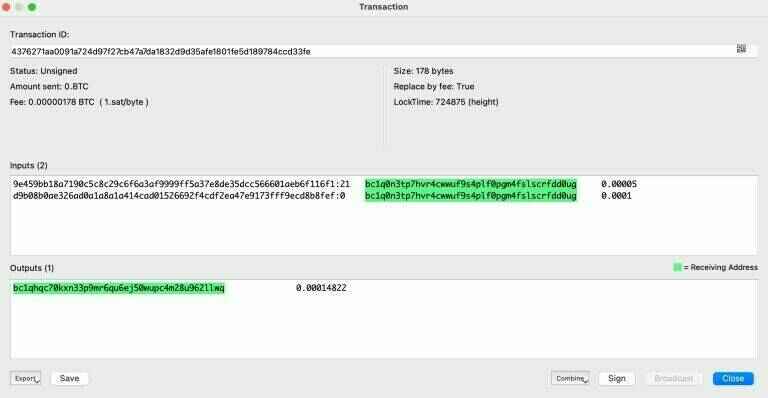 Transaction
Transaction ID:
4376271aa0091a724d97f27cb47a7da1832d9d35afe1801fe5d189784ccd33fe
Status: Unsigned
Amount sent: 0.BTC
Fee: 0.00000178 BTC ( 1.sat/byte )
Size: 178 bytes
Replace by fee: True
LockTime: 724875 (height)
Inputs (2)
9e459bb18a7190c5c8c29c6f6a3af9999ff5a37e8de35dcc566601aeb6f116f1:21 bc1q0n3tp7hvr4cwwuf9s4plf0pgm4fslscrfdd0ug 0.00005
d9b08b0ae326ad0a1a8a1a414cad01526692f4cdf2ea47e9173fff9ecd8b8fef:0 bc1q0n3tp7hvr4cwwuf9s4plf0pgm4fslscrfdd0ug 0.0001
Outputs (1)
= Receiving Address
bc1qhqc70kxn33p9mr6qu6ej50wupc4m28u962llwq 0.00014822
Export
Save
Combine
Sign
Broadcast
Close